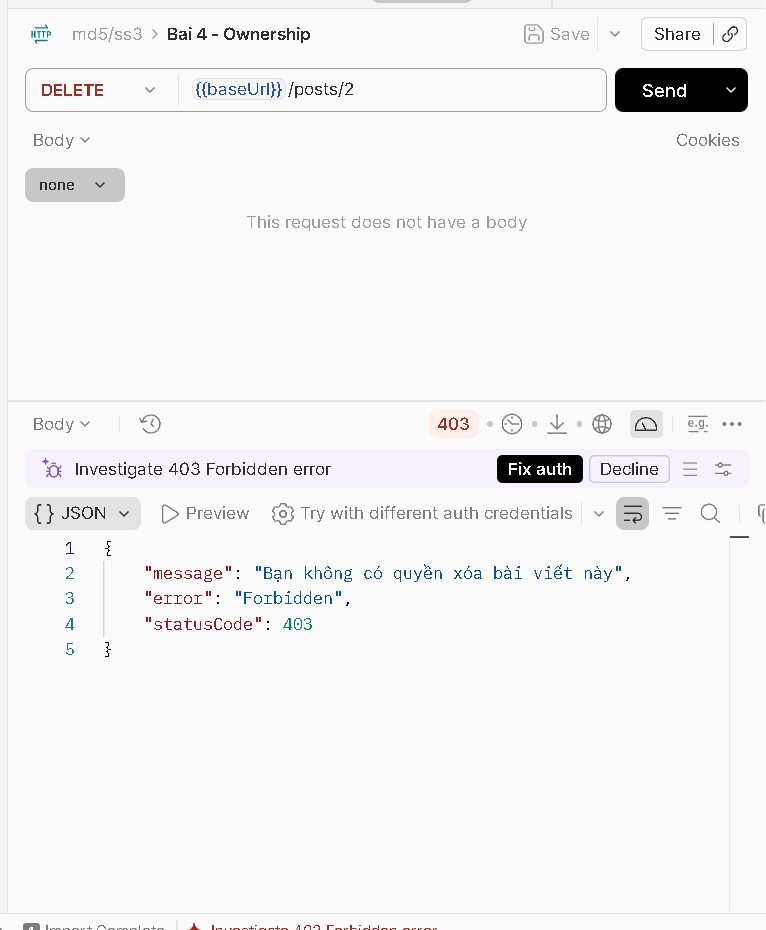 HTTP md5/ss3 > Bai 4 - Ownership Save Share
DELETE {{baseUrl}} /posts/2 Send
Body Cookies
none
This request does not have a body
Body 403 e.g.
Investigate 403 Forbidden error Fix auth Decline
{} JSON Preview Try with different auth credentials
1 {
2 "message": "Bạn không có quyền xóa bài viết này",
3 "error": "Forbidden",
4 "statusCode": 403
5 }
Import Complete Investigate 403 Forbidden error